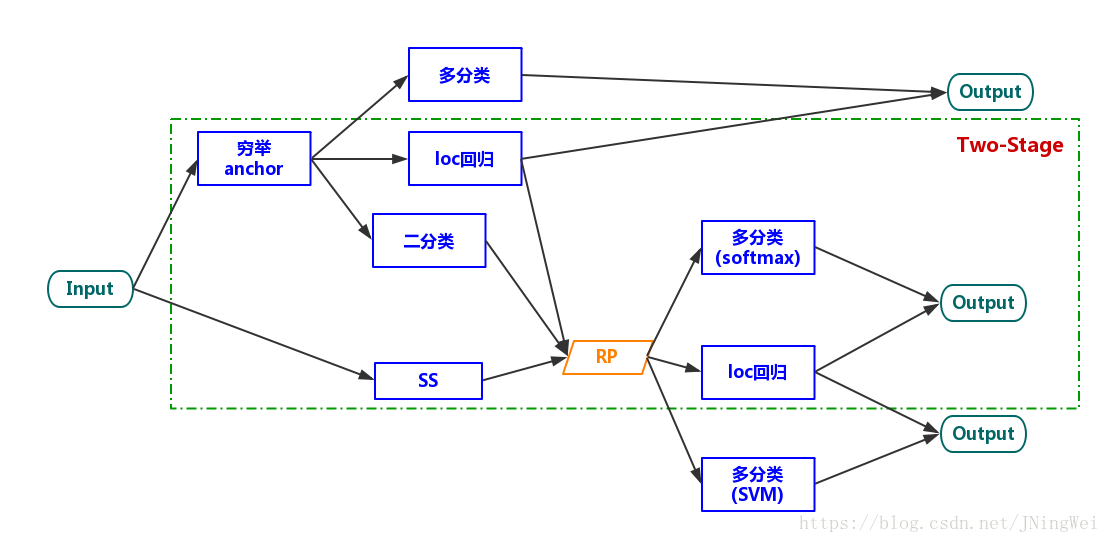 多分类
Output
穷举
anchor
loc回归
Two-Stage
二分类
多分类
(softmax)
Input
Output
SS
RP
loc回归
Output
多分类
(SVM)
https://blog.csdn.net/JNingWei